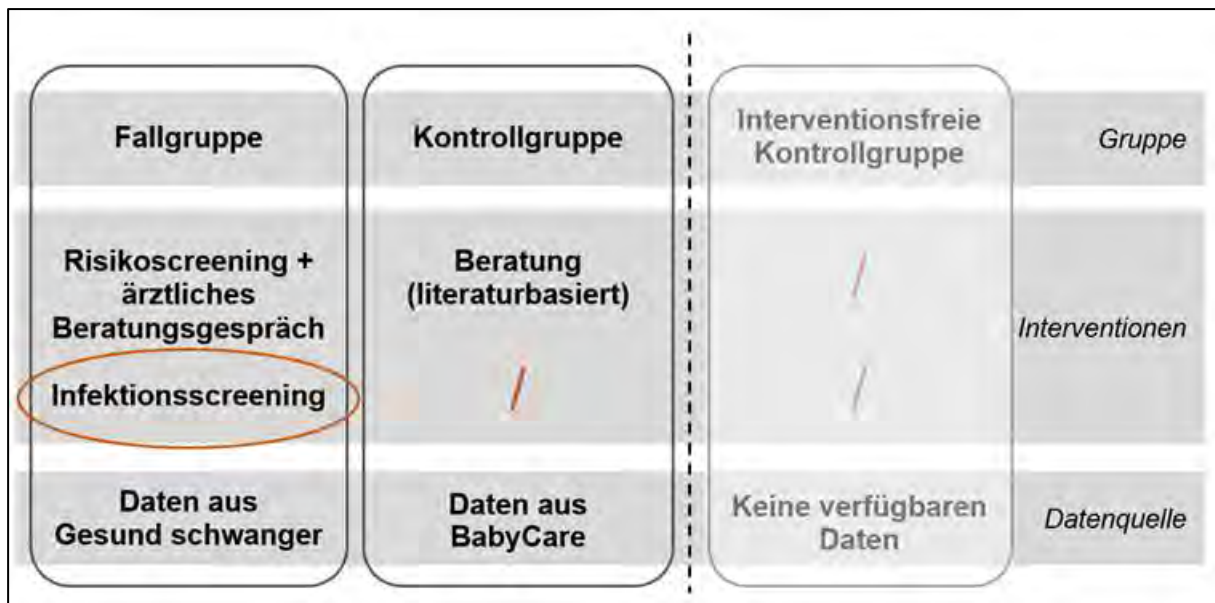 Fallgruppe
Kontrollgruppe
Interventionsfreie
Kontrollgruppe
Gruppe
Risikoscreening +
ärztliches
Beratungsgespräch
Infektionsscreening
Beratung
(literaturbasiert)
/
/
/
Interventionen
Daten aus
Gesund schwanger
Daten aus
BabyCare
Keine verfügbaren
Daten
Datenquelle